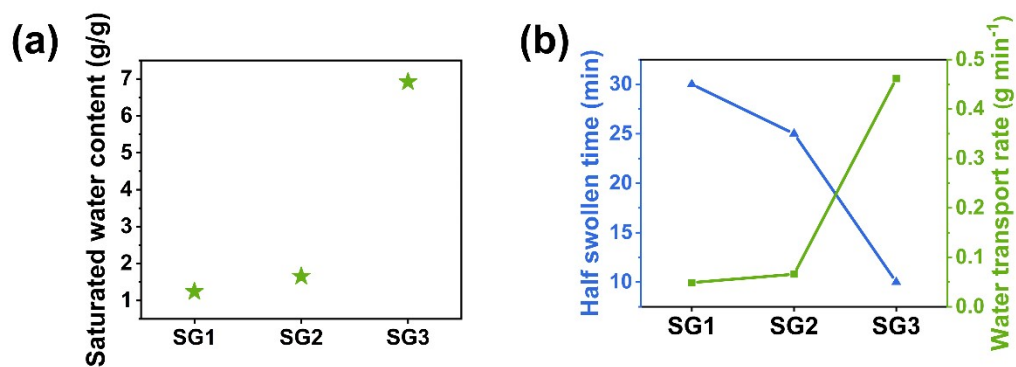 (a)
Saturated water content (g/g)
7
6
5
4
3
2
1
SG1 SG2 SG3
(b)
Half swollen time (min)
30
25
20
15
10
SG1 SG2 SG3
0.5
0.4
0.3
0.2
0.1
0.0
Water transport rate (g min⁻¹)